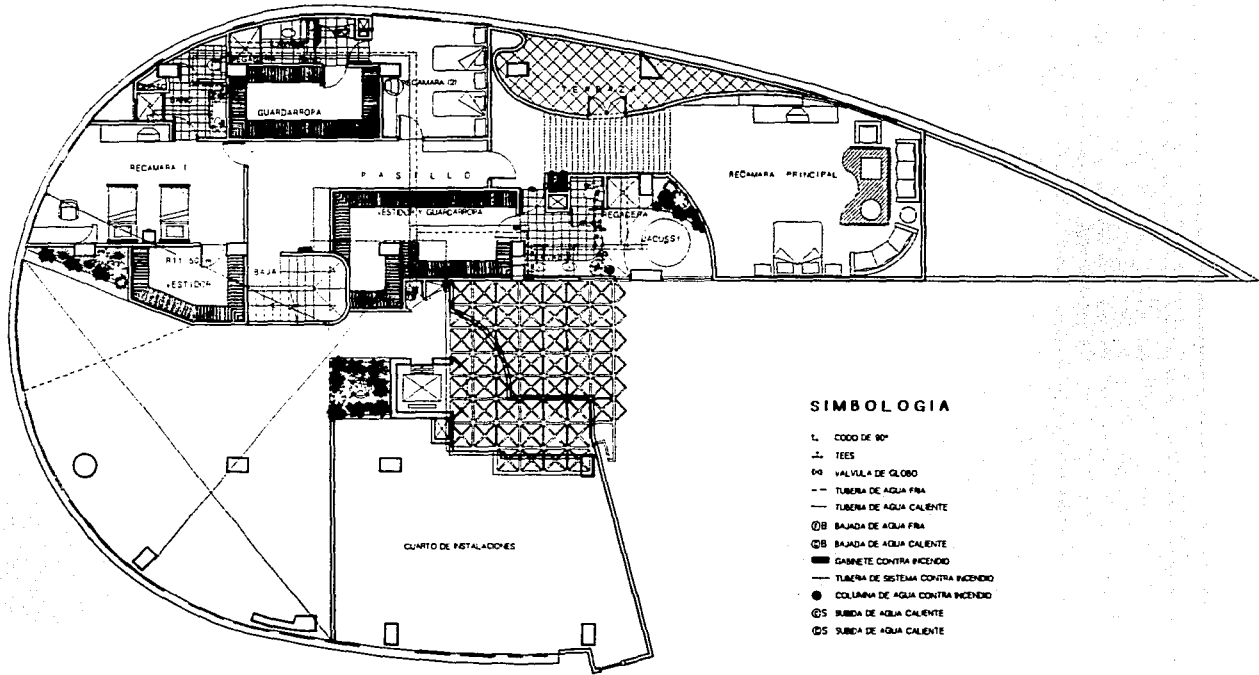 RECAMARA (2)
TERRAZA
GUARDARROPA
BAÑO
RECAMARA 1
PASILLO
RECAMARA PRINCIPAL
VESTIDOR Y GUARDARROPA
REGADERA
JACUSSY
BAJA
VESTIDOR
CUARTO DE INSTALACIONES
SIMBOLOGIA
CODO DE 90°
TEES
VALVULA DE GLOBO
TUBERIA DE AGUA FRIA
TUBERIA DE AGUA CALIENTE
BAJADA DE AGUA FRIA
BAJADA DE AGUA CALIENTE
GABINETE CONTRA INCENDIO
TUBERIA DE SISTEMA CONTRA INCENDIO
COLUMNA DE AGUA CONTRA INCENDIO
SUBIDA DE AGUA CALIENTE
SUBIDA DE AGUA CALIENTE